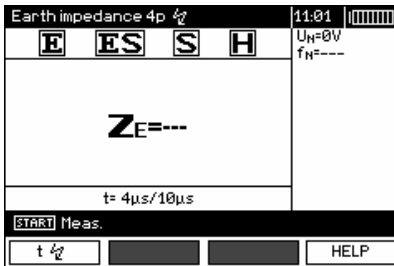 Earth impedance 4p 11:01
E ES S H
UN=0V
fN=---
ZE=---
t= 4µs/10µs
START Meas.
t HELP